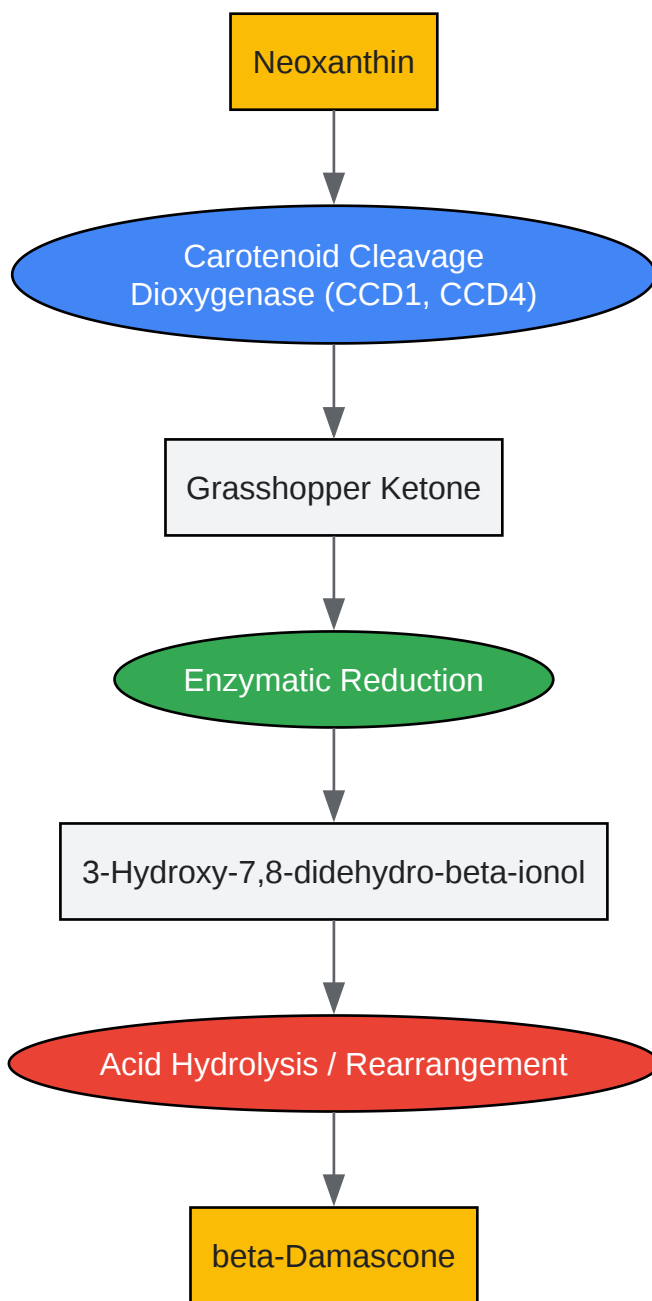 Neoxanthin
Carotenoid Cleavage
Dioxygenase (CCD1, CCD4)
Grasshopper Ketone
Enzymatic Reduction
3-Hydroxy-7,8-didehydro-beta-ionol
Acid Hydrolysis / Rearrangement
beta-Damascone